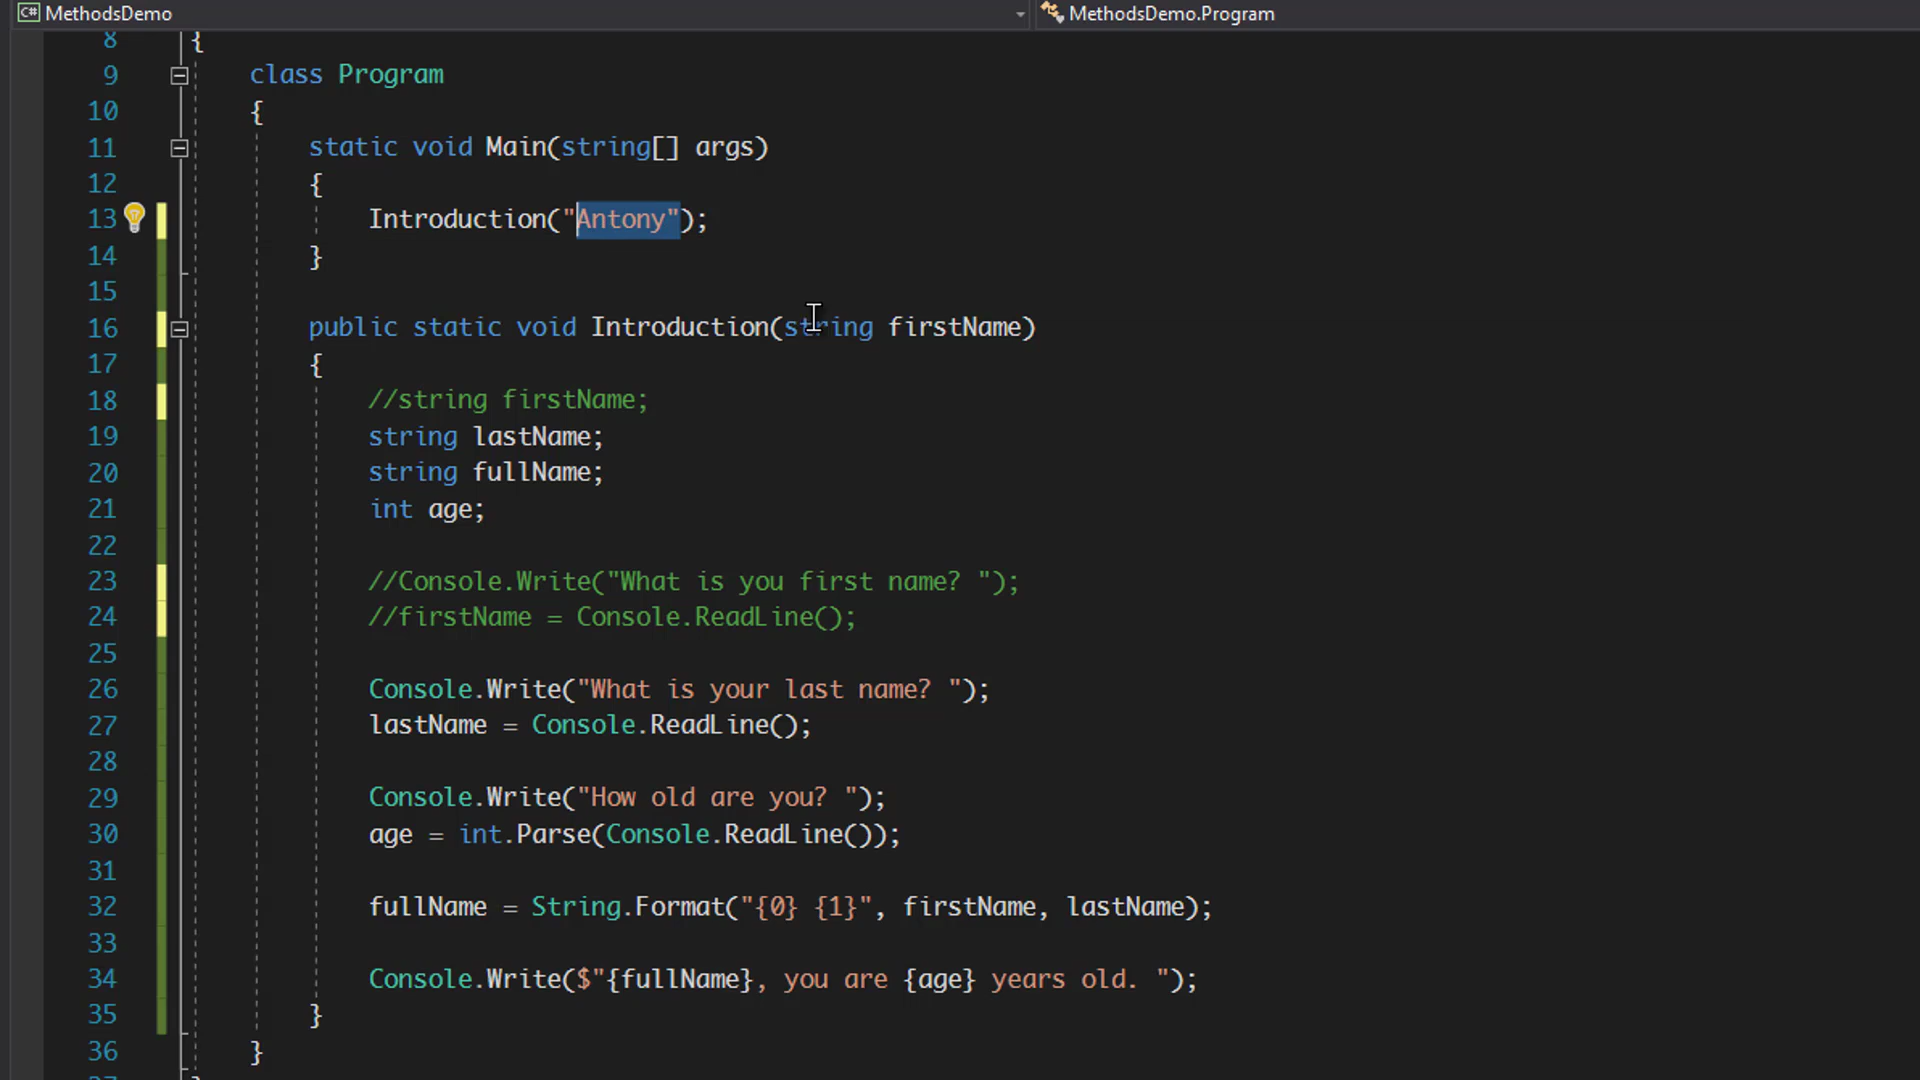 C# MethodsDemo MethodsDemo.Program
8 {
9 class Program
10 {
11 static void Main(string[] args)
12 {
13 Introduction("Antony");
14 }
15
16 public static void Introduction(string firstName)
17 {
18 //string firstName;
19 string lastName;
20 string fullName;
21 int age;
22
23 //Console.Write("What is you first name? ");
24 //firstName = Console.ReadLine();
25
26 Console.Write("What is your last name? ");
27 lastName = Console.ReadLine();
28
29 Console.Write("How old are you? ");
30 age = int.Parse(Console.ReadLine());
31
32 fullName = String.Format("{0} {1}", firstName, lastName);
33
34 Console.Write($"{fullName}, you are {age} years old. ");
35 }
36 }